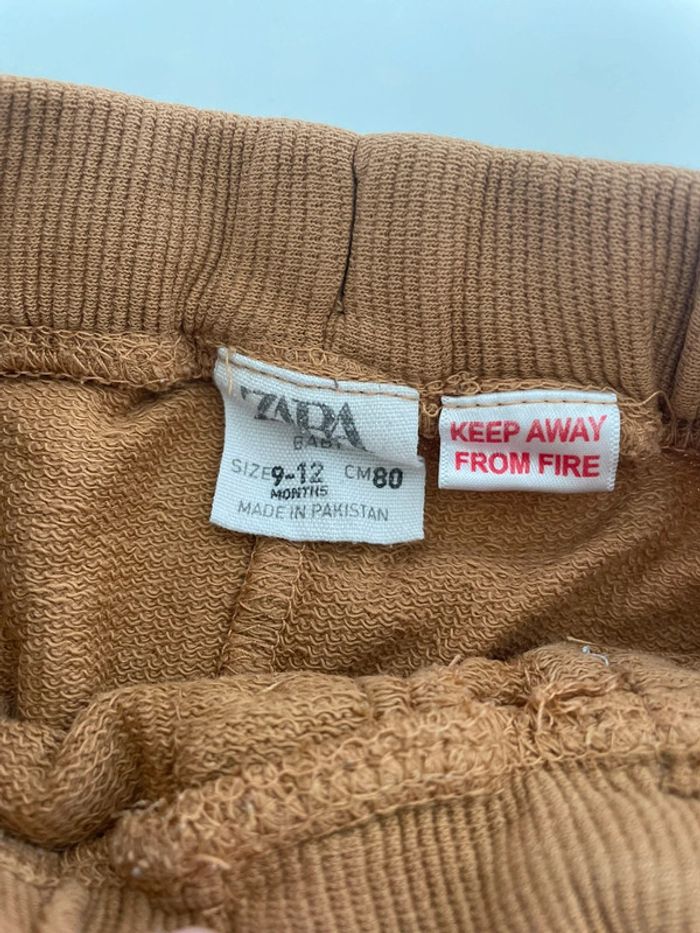 ZARA
BABY
SIZE 9-12 CM 80
MONTHS
MADE IN PAKISTAN
KEEP AWAY
FROM FIRE